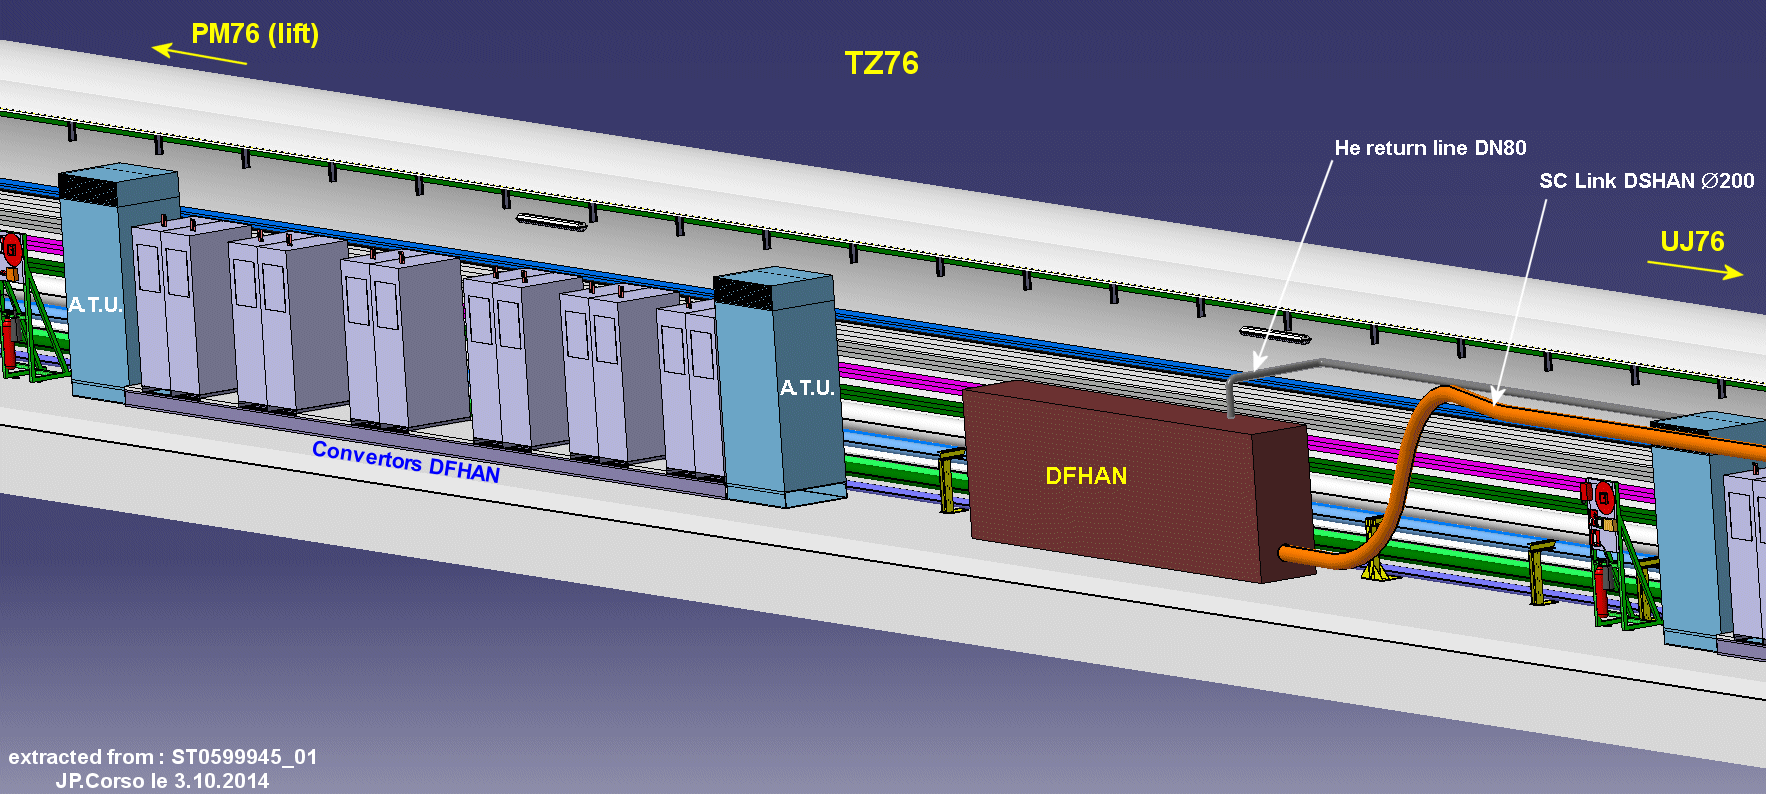 PM76 (lift)
TZ76
He return line DN80
SC Link DSHAN Ø200
UJ76
A.T.U.
A.T.U.
Convertors DFHAN
DFHAN
extracted from : ST0599945_01
JP.Corso le 3.10.2014